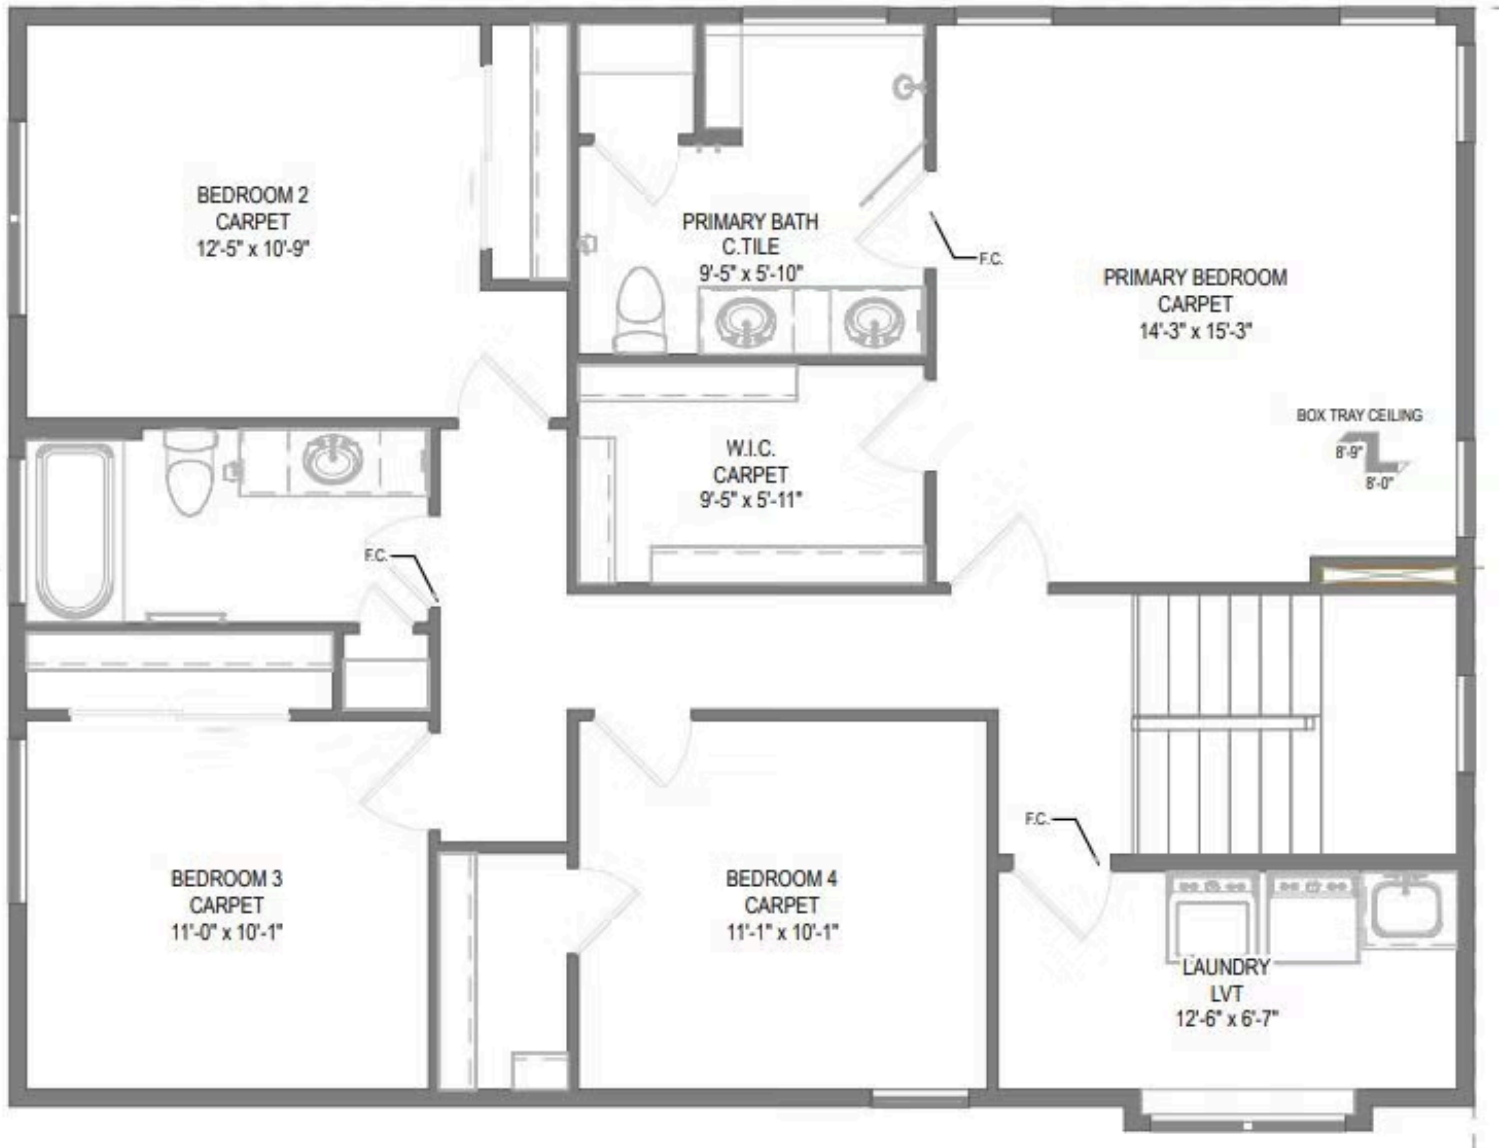 BEDROOM 2
CARPET
12'-5" x 10'-9"
PRIMARY BATH
C.TILE
9'-5" x 5'-10"
F.C.
PRIMARY BEDROOM
CARPET
14'-3" x 15'-3"
BOX TRAY CEILING
8'-9"
8'-0"
W.I.C.
CARPET
9'-5" x 5'-11"
F.C.
F.C.
BEDROOM 3
CARPET
11'-0" x 10'-1"
BEDROOM 4
CARPET
11'-1" x 10'-1"
LAUNDRY
LVT
12'-6" x 6'-7"